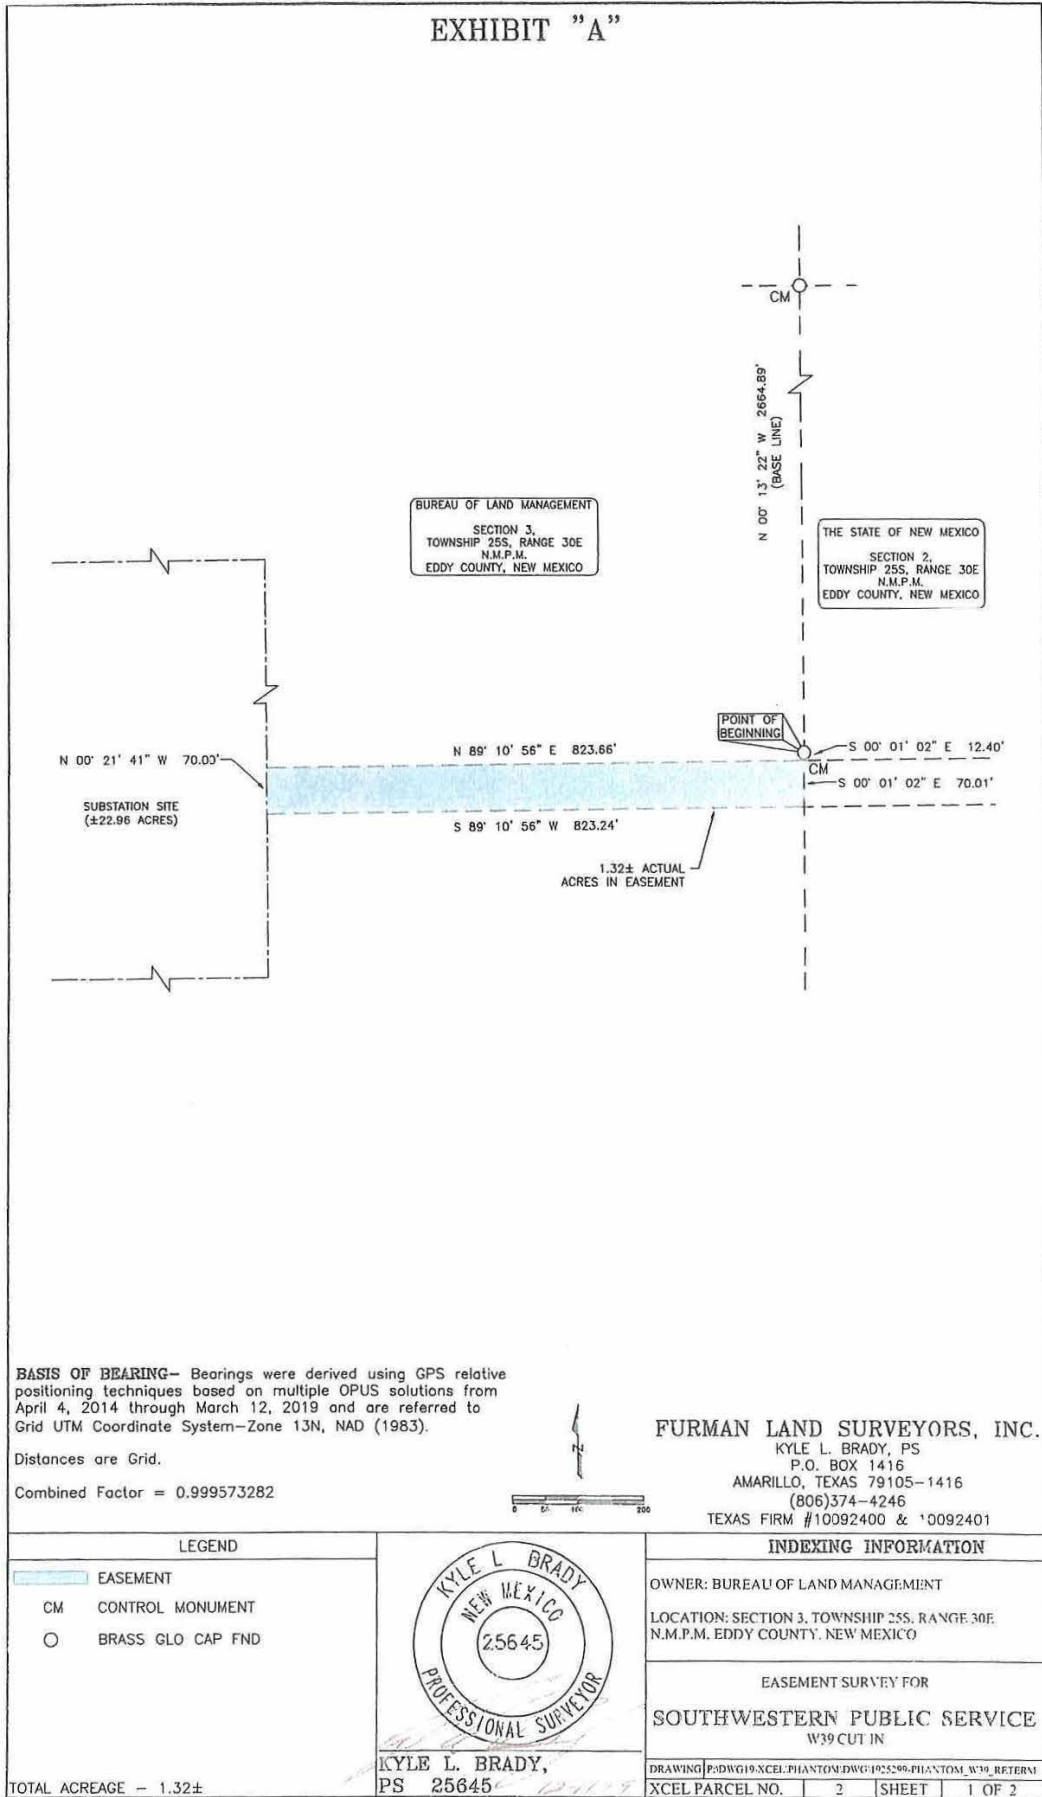 EXHIBIT "A"
CM
N 00° 13' 22" W 2664.89'
(BASE LINE)
BUREAU OF LAND MANAGEMENT
SECTION 3,
TOWNSHIP 25S, RANGE 30E
N.M.P.M.
EDDY COUNTY, NEW MEXICO
THE STATE OF NEW MEXICO
SECTION 2,
TOWNSHIP 25S, RANGE 30E
N.M.P.M.
EDDY COUNTY, NEW MEXICO
POINT OF
BEGINNING
N 00° 21' 41" W 70.00'
N 89° 10' 56" E 823.66'
S 00° 01' 02" E 12.40'
CM
S 00° 01' 02" E 70.01'
SUBSTATION SITE
(±22.96 ACRES)
S 89° 10' 56" W 823.24'
1.32± ACTUAL
ACRES IN EASEMENT
BASIS OF BEARING– Bearings were derived using GPS relative
positioning techniques based on multiple OPUS solutions from
April 4, 2014 through March 12, 2019 and are referred to
Grid UTM Coordinate System–Zone 13N, NAD (1983).
Distances are Grid.
Combined Factor = 0.999573282
N
0 50 100 200
FURMAN LAND SURVEYORS, INC.
KYLE L. BRADY, PS
P.O. BOX 1416
AMARILLO, TEXAS 79105–1416
(806)374–4246
TEXAS FIRM #10092400 & 10092401
LEGEND
EASEMENT
CM CONTROL MONUMENT
BRASS GLO CAP FND
TOTAL ACREAGE – 1.32±
KYLE L BRADY
NEW MEXICO
25645
PROFESSIONAL SURVEYOR
KYLE L. BRADY,
PS 25645
INDEXING INFORMATION
OWNER: BUREAU OF LAND MANAGEMENT
LOCATION: SECTION 3, TOWNSHIP 25S, RANGE 30E
N.M.P.M. EDDY COUNTY, NEW MEXICO
EASEMENT SURVEY FOR
SOUTHWESTERN PUBLIC SERVICE
W39 CUT IN
DRAWING
XCEL PARCEL NO. 2 SHEET 1 OF 2